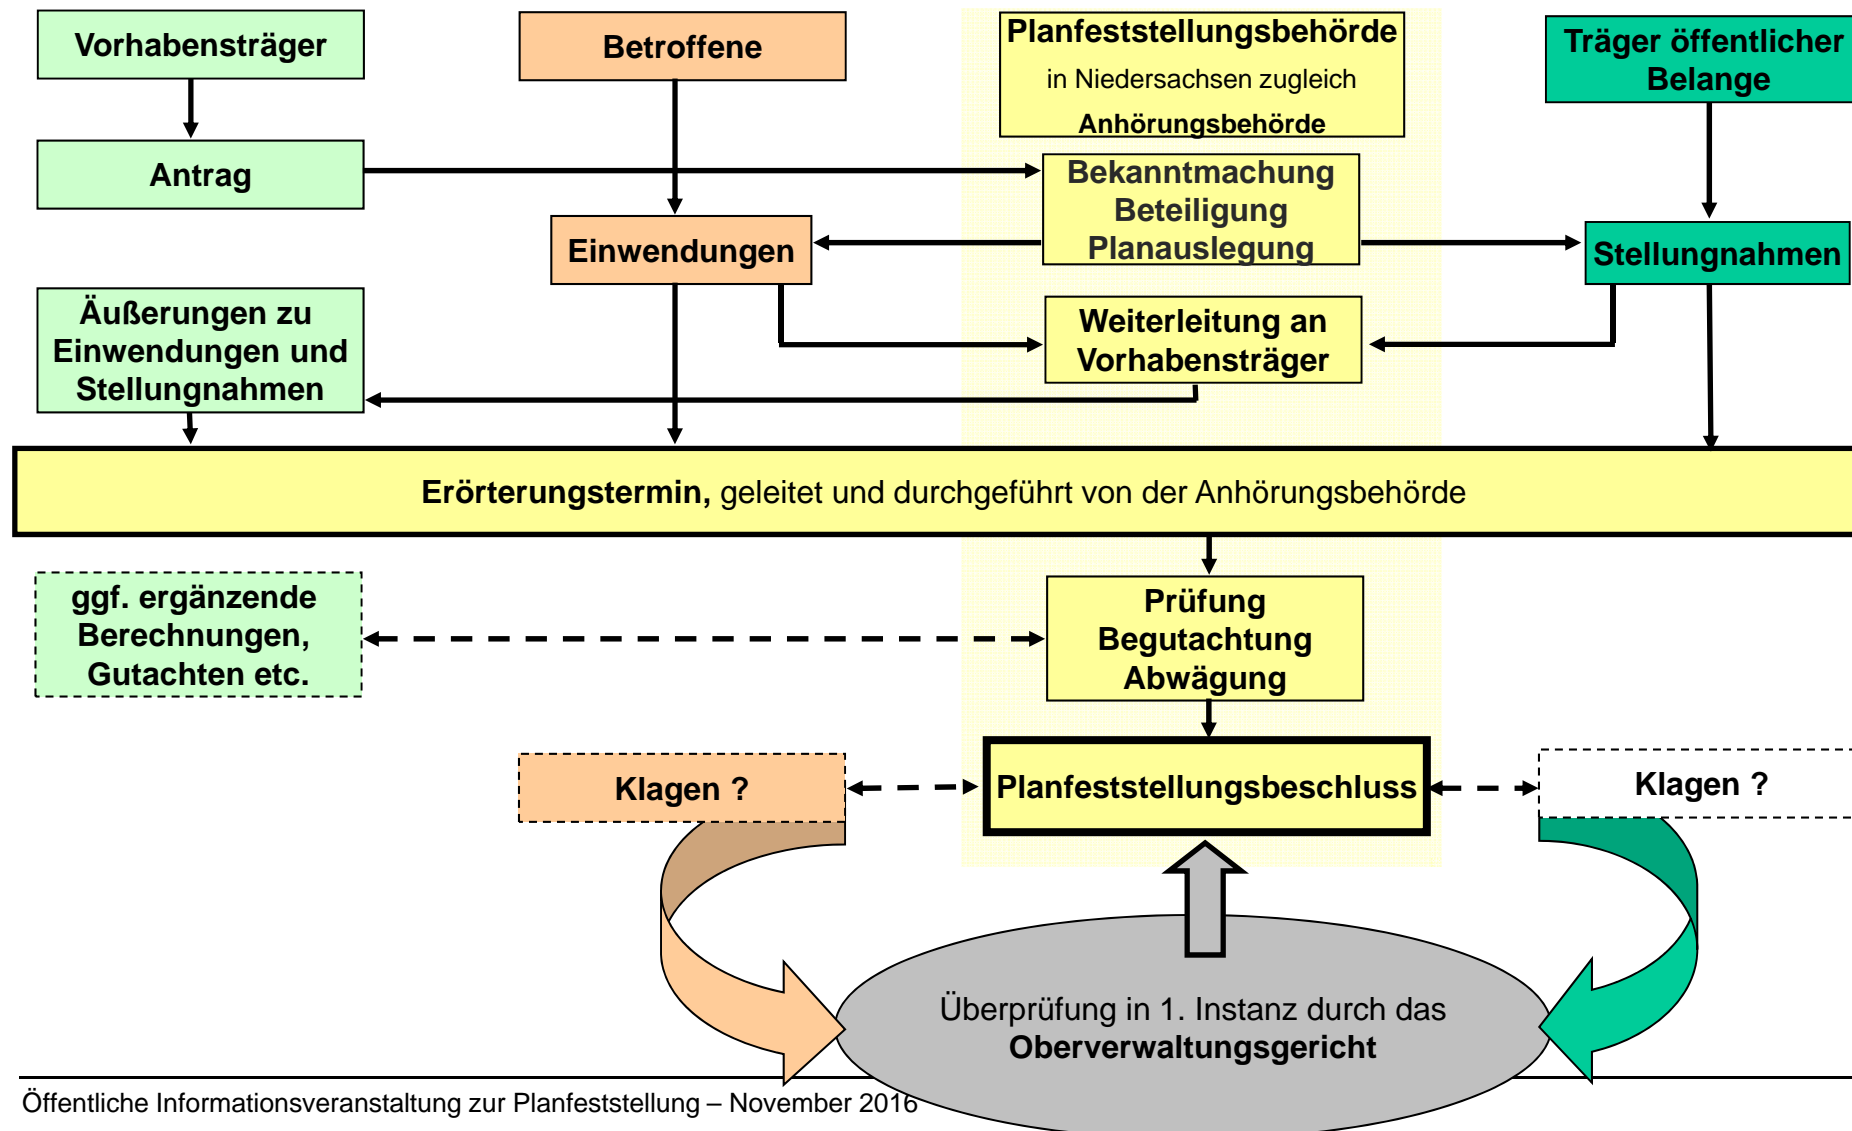 Vorhabensträger
Betroffene
Planfeststellungsbehörde
in Niedersachsen zugleich
Anhörungsbehörde
Träger öffentlicher
Belange
Antrag
Bekanntmachung
Beteiligung
Planauslegung
Einwendungen
Stellungnahmen
Äußerungen zu
Einwendungen und
Stellungnahmen
Weiterleitung an
Vorhabensträger
Erörterungstermin, geleitet und durchgeführt von der Anhörungsbehörde
ggf. ergänzende
Berechnungen,
Gutachten etc.
Prüfung
Begutachtung
Abwägung
Klagen ?
Planfeststellungsbeschluss
Klagen ?
Überprüfung in 1. Instanz durch das
Oberverwaltungsgericht
Öffentliche Informationsveranstaltung zur Planfeststellung – November 2016